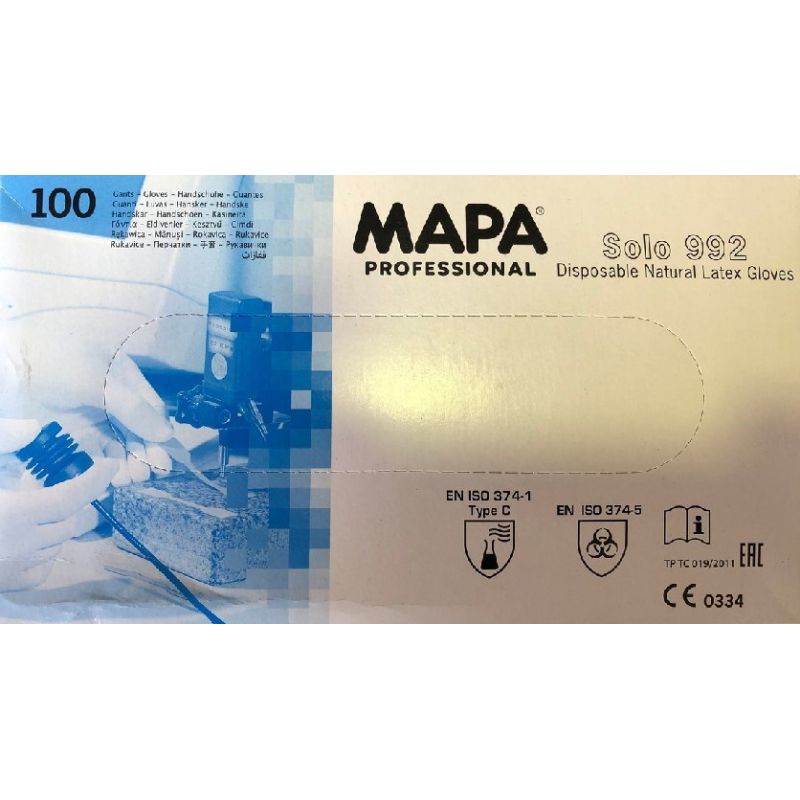 100
Gants – Gloves – Handschuhe – Guantes
Guanti – Luvas – Hansker – Handske
Handskar – Handschoen – Käsineitä
Γάντια – Eldivenler – Kesztyű – Cimdi
Rękawica – Mănuşi – Rokavica – Rukavice
Rukavice – Перчатки – 手套 – Рукавички
قفازات
MAPA®
PROFESSIONAL
Solo 992
Disposable Natural Latex Gloves
EN ISO 374-1
Type C
EN ISO 374-5
i
TP TC 019/2011 EAC
CE 0334